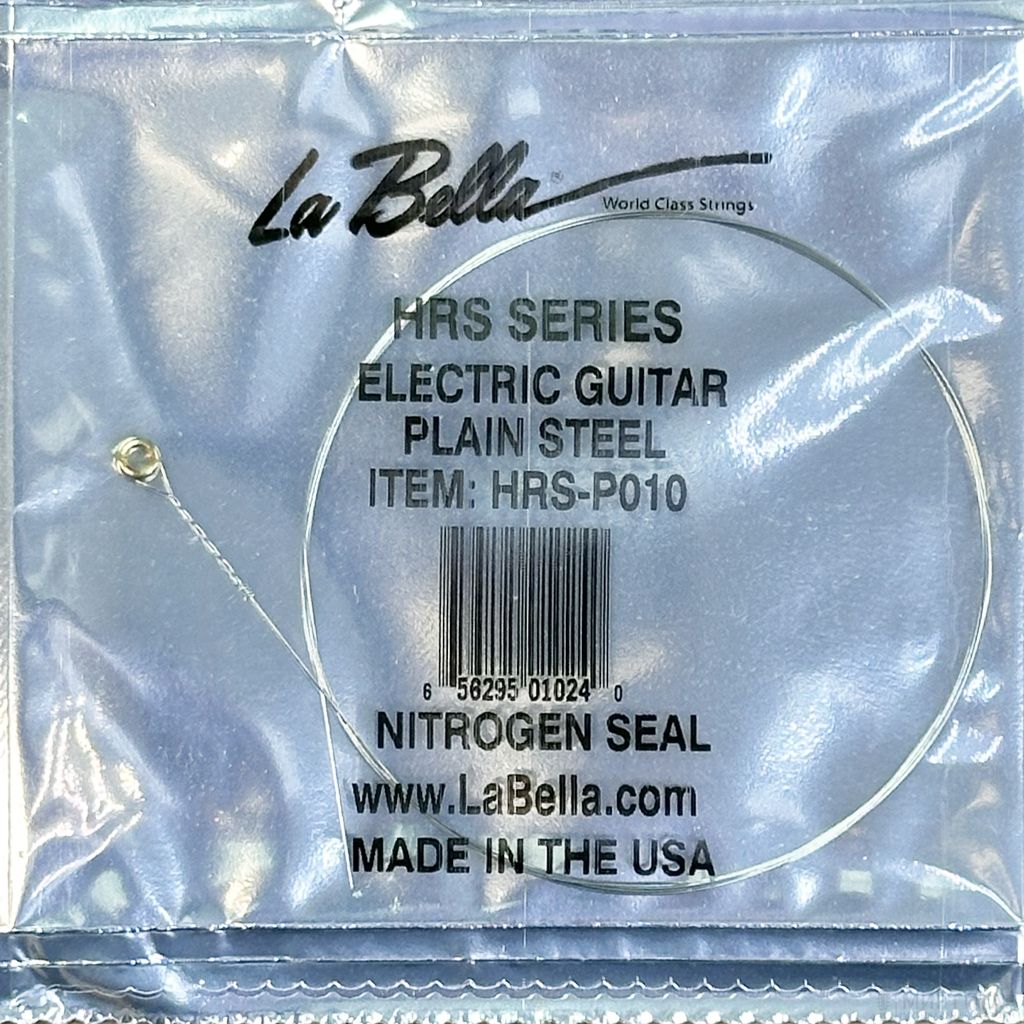 La Bella®
World Class Strings
HRS SERIES
ELECTRIC GUITAR
PLAIN STEEL
ITEM: HRS-P010
6 56295 01024 0
NITROGEN SEAL
www.LaBella.com
MADE IN THE USA